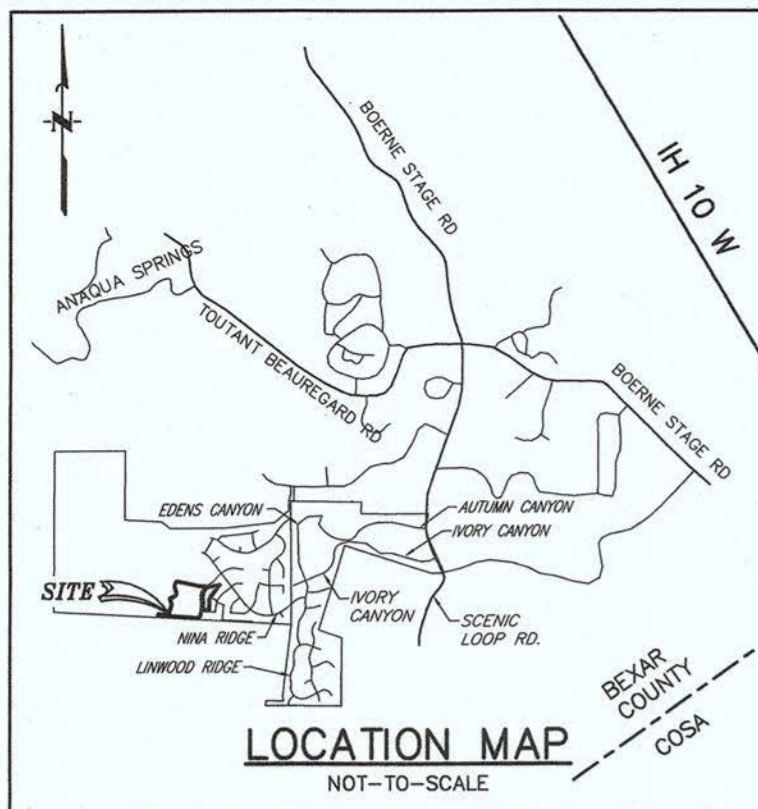 BOERNE STAGE RD
IH 10 W
-N-
ANAQUA SPRINGS
TOUTANT BEAUREGARD RD
BOERNE STAGE RD
EDENS CANYON
AUTUMN CANYON
IVORY CANYON
SITE
IVORY
CANYON
NINA RIDGE
SCENIC
LOOP RD.
LINWOOD RIDGE
BEXAR
COUNTY
COSA
LOCATION MAP
NOT-TO-SCALE